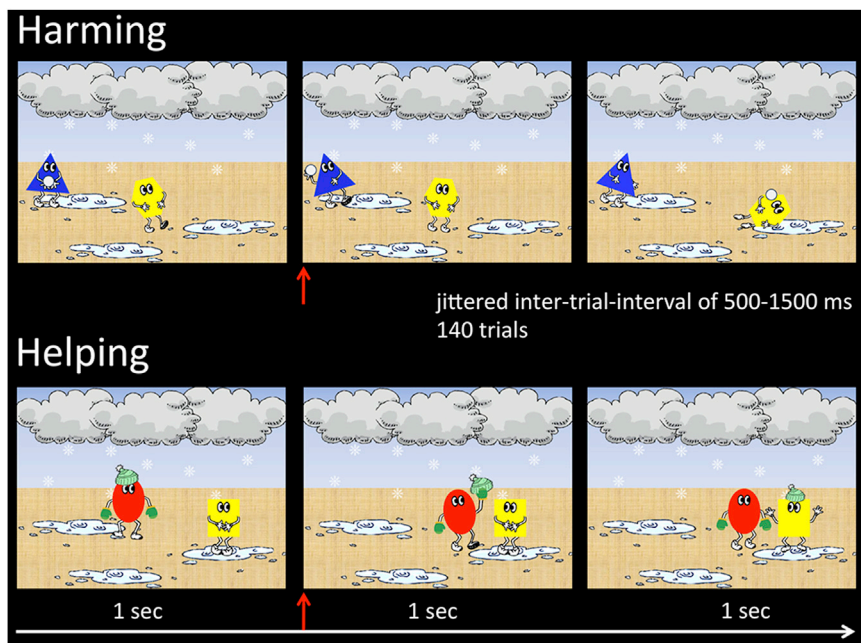 Harming
jittered inter-trial-interval of 500-1500 ms
140 trials
Helping
1 sec
1 sec
1 sec